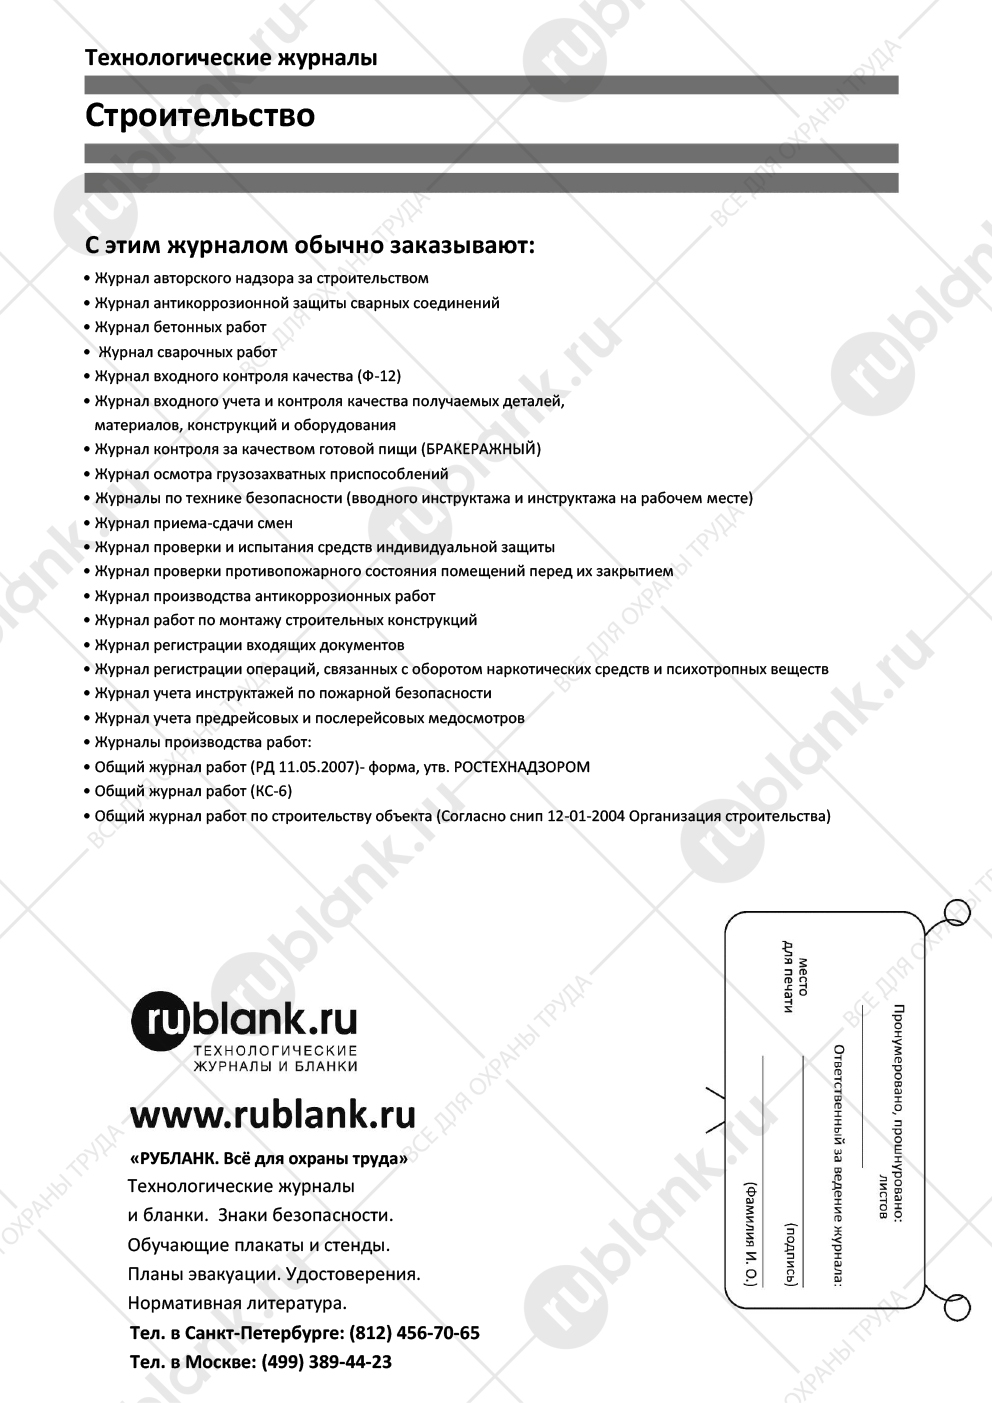 Технологические журналы
Строительство
С этим журналом обычно заказывают:
• Журнал авторского надзора за строительством
• Журнал антикоррозионной защиты сварных соединений
• Журнал бетонных работ
• Журнал сварочных работ
• Журнал входного контроля качества (Ф-12)
• Журнал входного учета и контроля качества получаемых деталей,
материалов, конструкций и оборудования
• Журнал контроля за качеством готовой пищи (БРАКЕРАЖНЫЙ)
• Журнал осмотра грузозахватных приспособлений
• Журналы по технике безопасности (вводного инструктажа и инструктажа на рабочем месте)
• Журнал приема-сдачи смен
• Журнал проверки и испытания средств индивидуальной защиты
• Журнал проверки противопожарного состояния помещений перед их закрытием
• Журнал производства антикоррозионных работ
• Журнал работ по монтажу строительных конструкций
• Журнал регистрации входящих документов
• Журнал регистрации операций, связанных с оборотом наркотических средств и психотропных веществ
• Журнал учета инструктажей по пожарной безопасности
• Журнал учета предрейсовых и послерейсовых медосмотров
• Журналы производства работ:
• Общий журнал работ (РД 11.05.2007)- форма, утв. РОСТЕХНАДЗОРОМ
• Общий журнал работ (КС-6)
• Общий журнал работ по строительству объекта (Согласно снип 12-01-2004 Организация строительства)
rublank.ru
ТЕХНОЛОГИЧЕСКИЕ
ЖУРНАЛЫ И БЛАНКИ
www.rublank.ru
«РУБЛАНК. Всё для охраны труда»
Технологические журналы
и бланки. Знаки безопасности.
Обучающие плакаты и стенды.
Планы эвакуации. Удостоверения.
Нормативная литература.
Тел. в Санкт-Петербурге: (812) 456-70-65
Тел. в Москве: (499) 389-44-23
Пронумеровано, прошнуровано:
листов
Ответственный за ведение журнала:
место
для печати
(подпись)
(Фамилия И. О.)
rublank.ru
ВСЕ ДЛЯ ОХРАНЫ ТРУДА